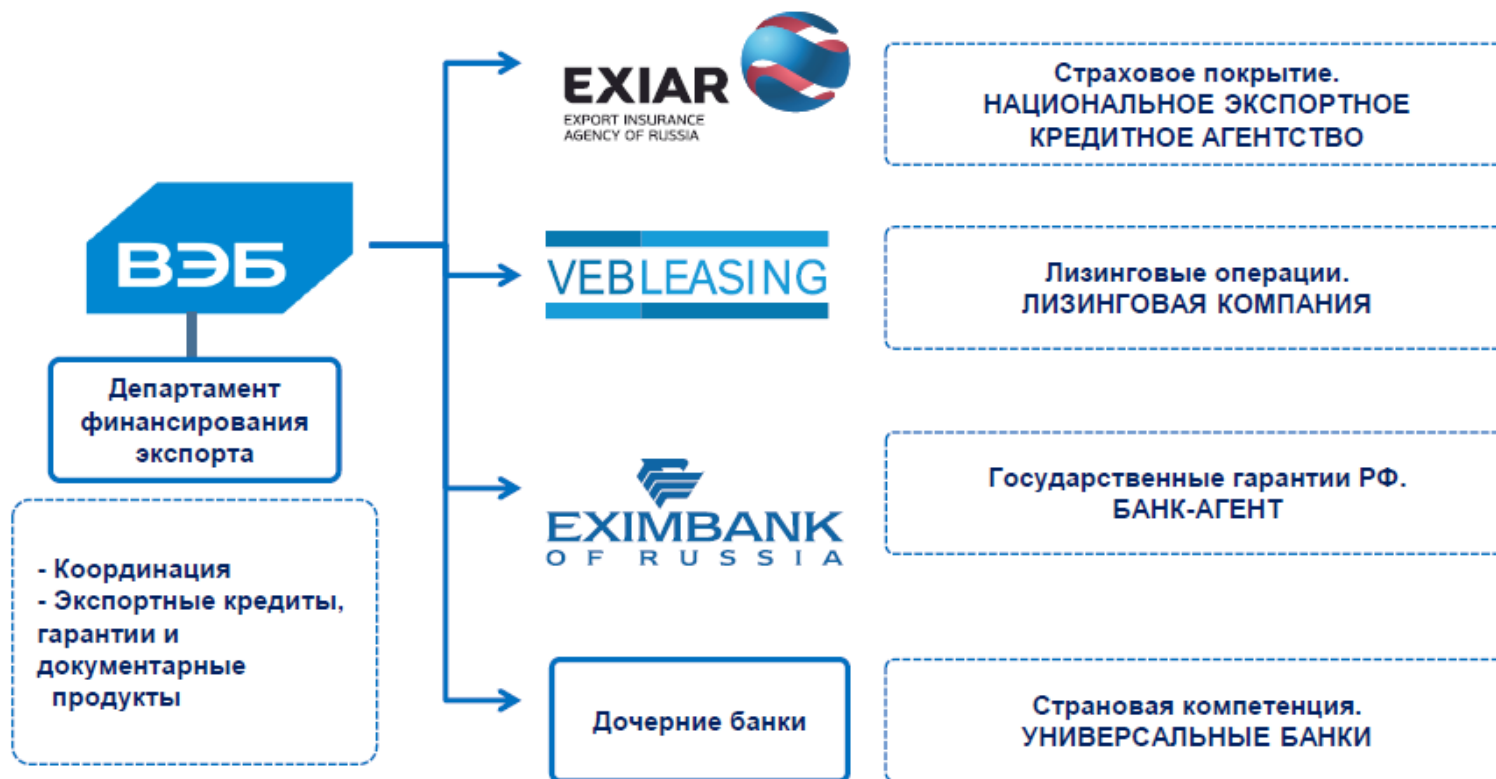 EXIAR
EXPORT INSURANCE
AGENCY OF RUSSIA
Страховое покрытие.
НАЦИОНАЛЬНОЕ ЭКСПОРТНОЕ
КРЕДИТНОЕ АГЕНТСТВО
ВЭБ
VEBLEASING
Лизинговые операции.
ЛИЗИНГОВАЯ КОМПАНИЯ
Департамент
финансирования
экспорта
EXIMBANK
OF RUSSIA
Государственные гарантии РФ.
БАНК-АГЕНТ
- Координация
- Экспортные кредиты,
гарантии и
документарные
продукты
Дочерние банки
Страновая компетенция.
УНИВЕРСАЛЬНЫЕ БАНКИ